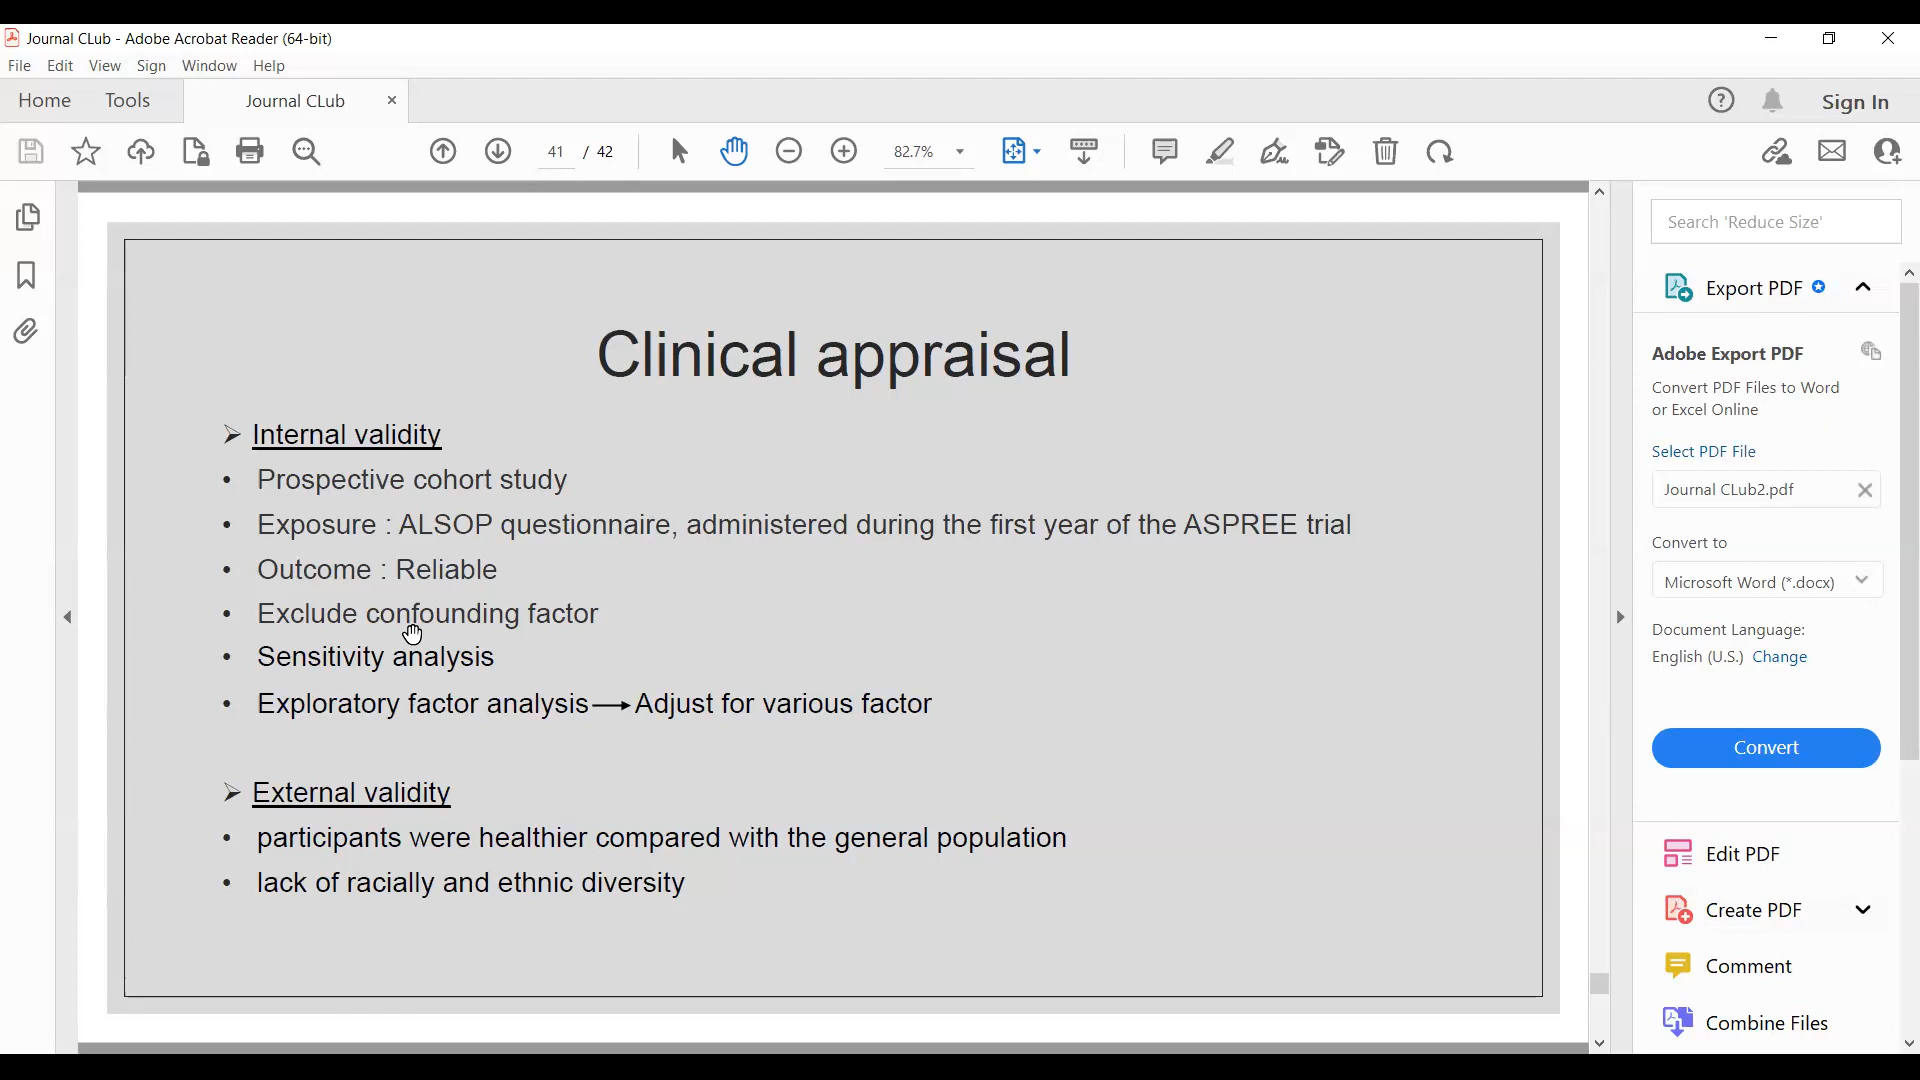 Journal CLub - Adobe Acrobat Reader (64-bit)
File Edit View Sign Window Help
Home Tools Journal CLub × Sign In
41 / 42 82.7%
Clinical appraisal
➢ Internal validity
• Prospective cohort study
• Exposure : ALSOP questionnaire, administered during the first year of the ASPREE trial
• Outcome : Reliable
• Exclude confounding factor
• Sensitivity analysis
• Exploratory factor analysis→Adjust for various factor
➢ External validity
• participants were healthier compared with the general population
• lack of racially and ethnic diversity
Search 'Reduce Size'
Export PDF
Adobe Export PDF
Convert PDF Files to Word
or Excel Online
Select PDF File
Journal CLub2.pdf
Convert to
Microsoft Word (*.docx)
Document Language:
English (U.S.) Change
Convert
Edit PDF
Create PDF
Comment
Combine Files